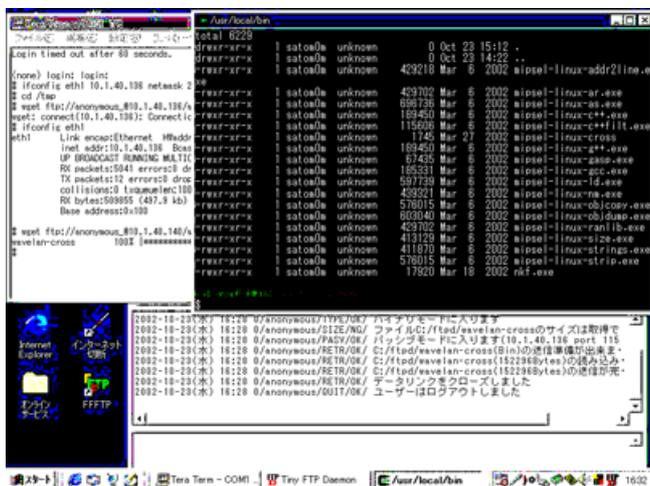 ファイル(F) 編集(E) 設定(S)
Login timed out after 60 seconds.
(none) login: login:
# ifconfig eth1 10.1.40.136 netmask 2
# cd /tmp
# wget ftp://anonymous_@10.1.40.136/w
wget: connect(10.1.40.136): Connectic
# ifconfig eth1
eth1 Link encap:Ethernet HWaddr
inet addr:10.1.40.136 Bcas
UP BROADCAST RUNNING MULTIC
RX packets:5041 errors:0 dr
TX packets:12 errors:0 drop
collisions:0 txqueuelen:100
RX bytes:509855 (497.9 kb)
Base address:0x100
# wget ftp://anonymous_@10.1.40.140/w
wavelan-cross 100% |**********
#
/usr/local/bin
total 6229
drwxr-xr-x 1 satom0m unknown 0 Oct 23 15:12 .
drwxr-xr-x 1 satom0m unknown 0 Oct 23 14:22 ..
-rwxr-xr-x 1 satom0m unknown 429218 Mar 6 2002 mipsel-linux-addr2line.e
xe
-rwxr-xr-x 1 satom0m unknown 429702 Mar 6 2002 mipsel-linux-ar.exe
-rwxr-xr-x 1 satom0m unknown 696736 Mar 6 2002 mipsel-linux-as.exe
-rwxr-xr-x 1 satom0m unknown 189450 Mar 6 2002 mipsel-linux-c++.exe
-rwxr-xr-x 1 satom0m unknown 115606 Mar 6 2002 mipsel-linux-c++filt.exe
-rwxr-xr-x 1 satom0m unknown 1745 Mar 27 2002 mipsel-linux-cross
-rwxr-xr-x 1 satom0m unknown 189450 Mar 6 2002 mipsel-linux-g++.exe
-rwxr-xr-x 1 satom0m unknown 67435 Mar 6 2002 mipsel-linux-gasp.exe
-rwxr-xr-x 1 satom0m unknown 185331 Mar 6 2002 mipsel-linux-gcc.exe
-rwxr-xr-x 1 satom0m unknown 597739 Mar 6 2002 mipsel-linux-ld.exe
-rwxr-xr-x 1 satom0m unknown 439321 Mar 6 2002 mipsel-linux-nm.exe
-rwxr-xr-x 1 satom0m unknown 576015 Mar 6 2002 mipsel-linux-objcopy.exe
-rwxr-xr-x 1 satom0m unknown 603040 Mar 6 2002 mipsel-linux-objdump.exe
-rwxr-xr-x 1 satom0m unknown 429702 Mar 6 2002 mipsel-linux-ranlib.exe
-rwxr-xr-x 1 satom0m unknown 413129 Mar 6 2002 mipsel-linux-size.exe
-rwxr-xr-x 1 satom0m unknown 411870 Mar 6 2002 mipsel-linux-strings.exe
-rwxr-xr-x 1 satom0m unknown 576015 Mar 6 2002 mipsel-linux-strip.exe
-rwxr-xr-x 1 satom0m unknown 17920 Mar 18 2002 nkf.exe
$
Internet Explorer
インターネット切断
オンラインサービス
FFFTP
2002-10-23(水) 16:28 0/anonymous/TYPE/OK/ バイナリモードに入ります
2002-10-23(水) 16:28 0/anonymous/SIZE/NG/ ファイルC:/ftpd/wavelan-crossのサイズは取得で
2002-10-23(水) 16:28 0/anonymous/PASV/OK/ パッシブモードに入ります(10.1.40.136 port 115
2002-10-23(水) 16:28 0/anonymous/RETR/OK/ C:/ftpd/wavelan-cross(Bin)の送信準備が出来ま
2002-10-23(水) 16:28 0/anonymous/RETR/OK/ C:/ftpd/wavelan-cross(152296Bytes)の読み込み
2002-10-23(水) 16:28 0/anonymous/RETR/OK/ C:/ftpd/wavelan-cross(152296Bytes)の送信が完
2002-10-23(水) 16:28 0/anonymous/RETR/OK/ データリンクをクローズしました
2002-10-23(水) 16:28 0/anonymous/QUIT/OK/ ユーザーはログアウトしました
スタート
Tera Term - COM1
Tiny FTP Daemon
/usr/local/bin
16:32